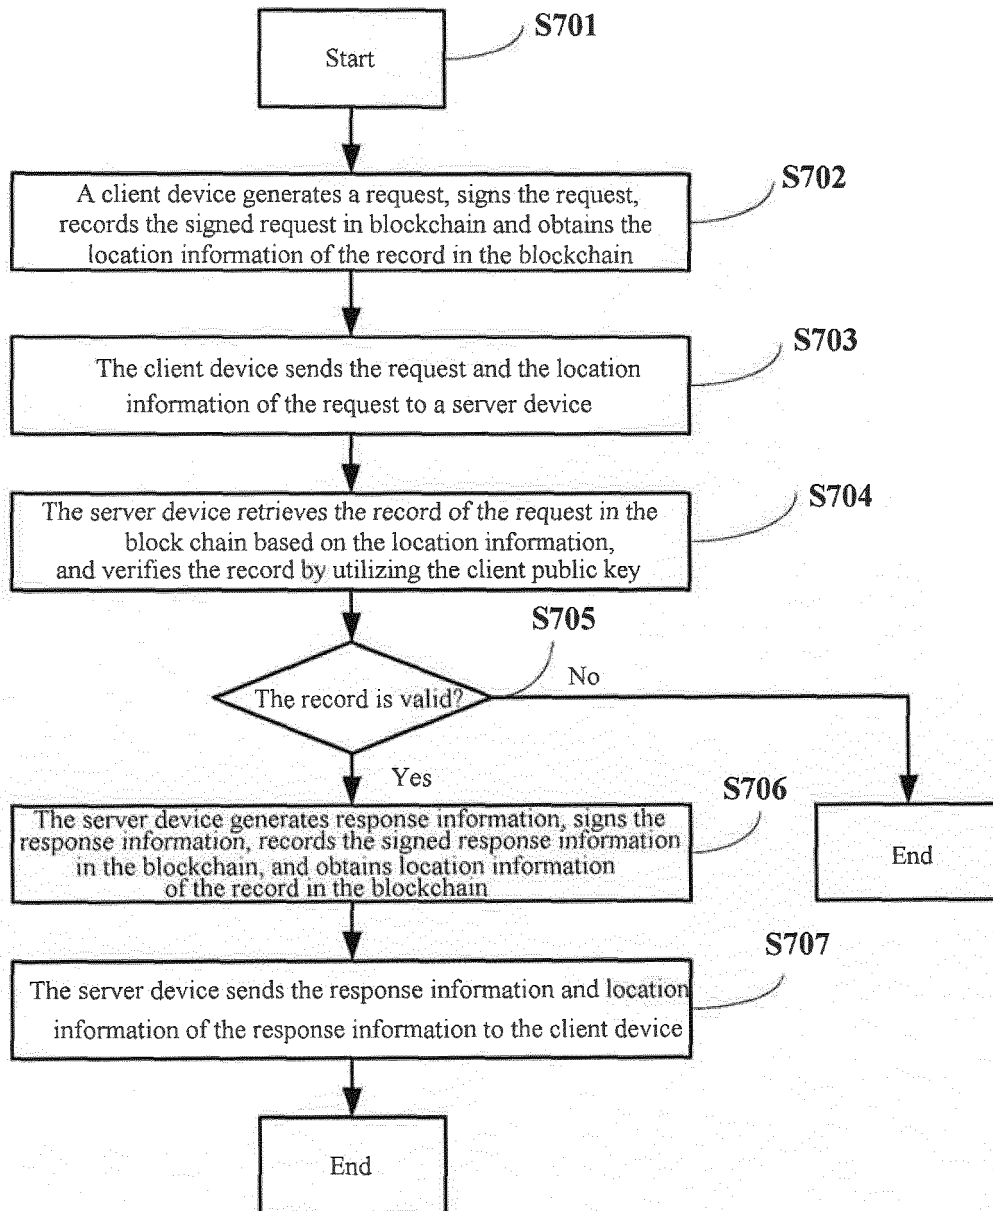 Start
S701
A client device generates a request, signs the request,
records the signed request in blockchain and obtains the
location information of the record in the blockchain
S702
The client device sends the request and the location
information of the request to a server device
S703
The server device retrieves the record of the request in the
block chain based on the location information,
and verifies the record by utilizing the client public key
S704
The record is valid?
S705
No
Yes
The server device generates response information, signs the
response information, records the signed response information
in the blockchain, and obtains location information
of the record in the blockchain
S706
End
The server device sends the response information and location
information of the response information to the client device
S707
End